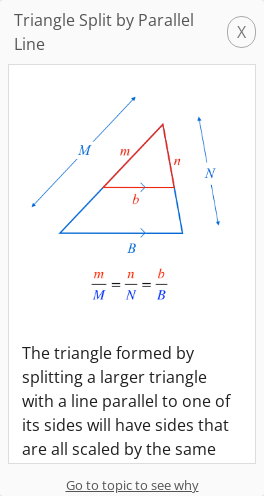 Triangle Split by Parallel
Line
X
M
m
n
N
b
B
m/M = n/N = b/B
The triangle formed by
splitting a larger triangle
with a line parallel to one of
its sides will have sides that
are all scaled by the same
Go to topic to see why